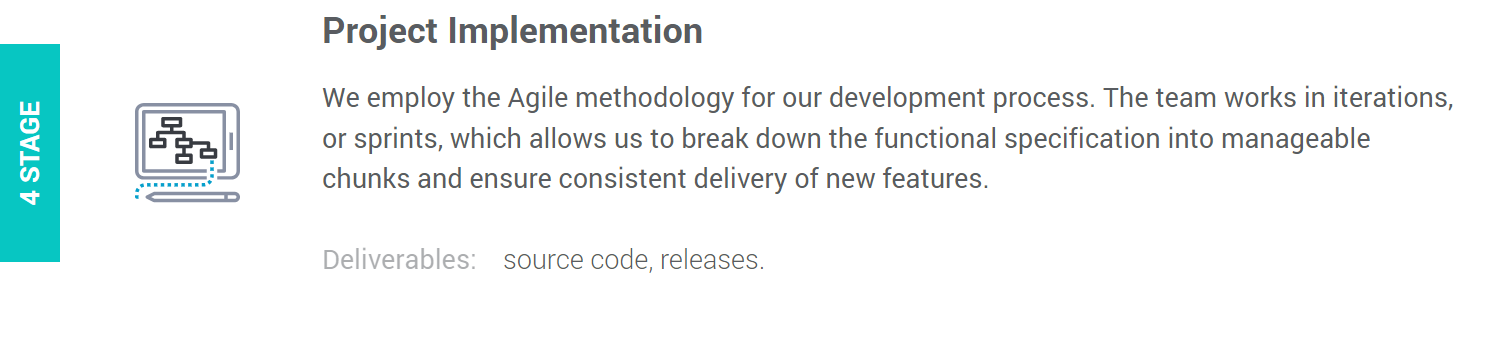 Project Implementation
4 STAGE
We employ the Agile methodology for our development process. The team works in iterations,
or sprints, which allows us to break down the functional specification into manageable
chunks and ensure consistent delivery of new features.
Deliverables: source code, releases.